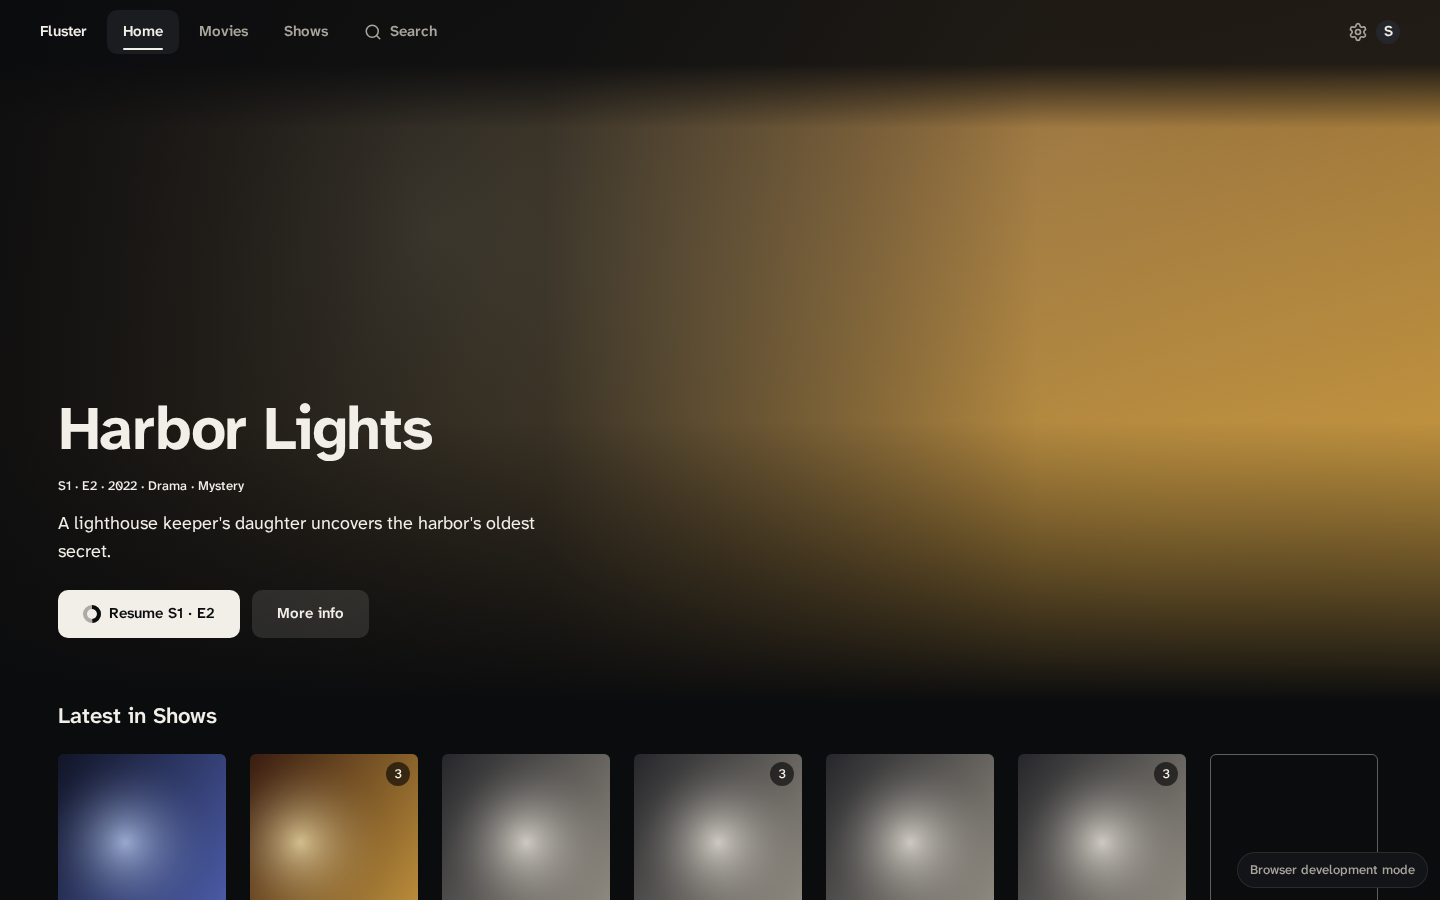 Fluster
Home
Movies
Shows
Search
S
Harbor Lights
S1 · E2 · 2022 · Drama · Mystery
A lighthouse keeper's daughter uncovers the harbor's oldest
secret.
Resume S1 · E2
More info
Latest in Shows
3
3
3
Browser development mode